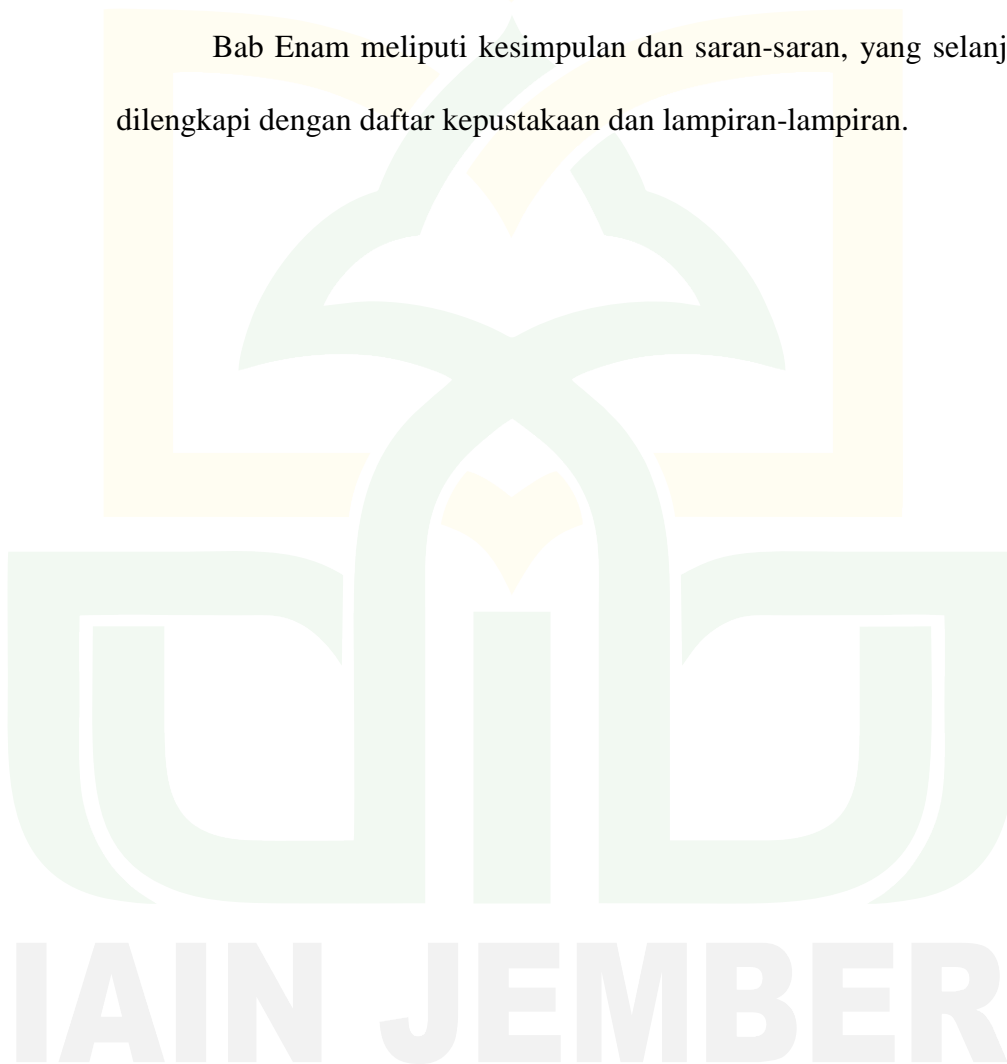 Bab Enam meliputi kesimpulan dan saran-saran, yang selanj
dilengkapi dengan daftar kepustakaan dan lampiran-lampiran.
IAIN JEMBER